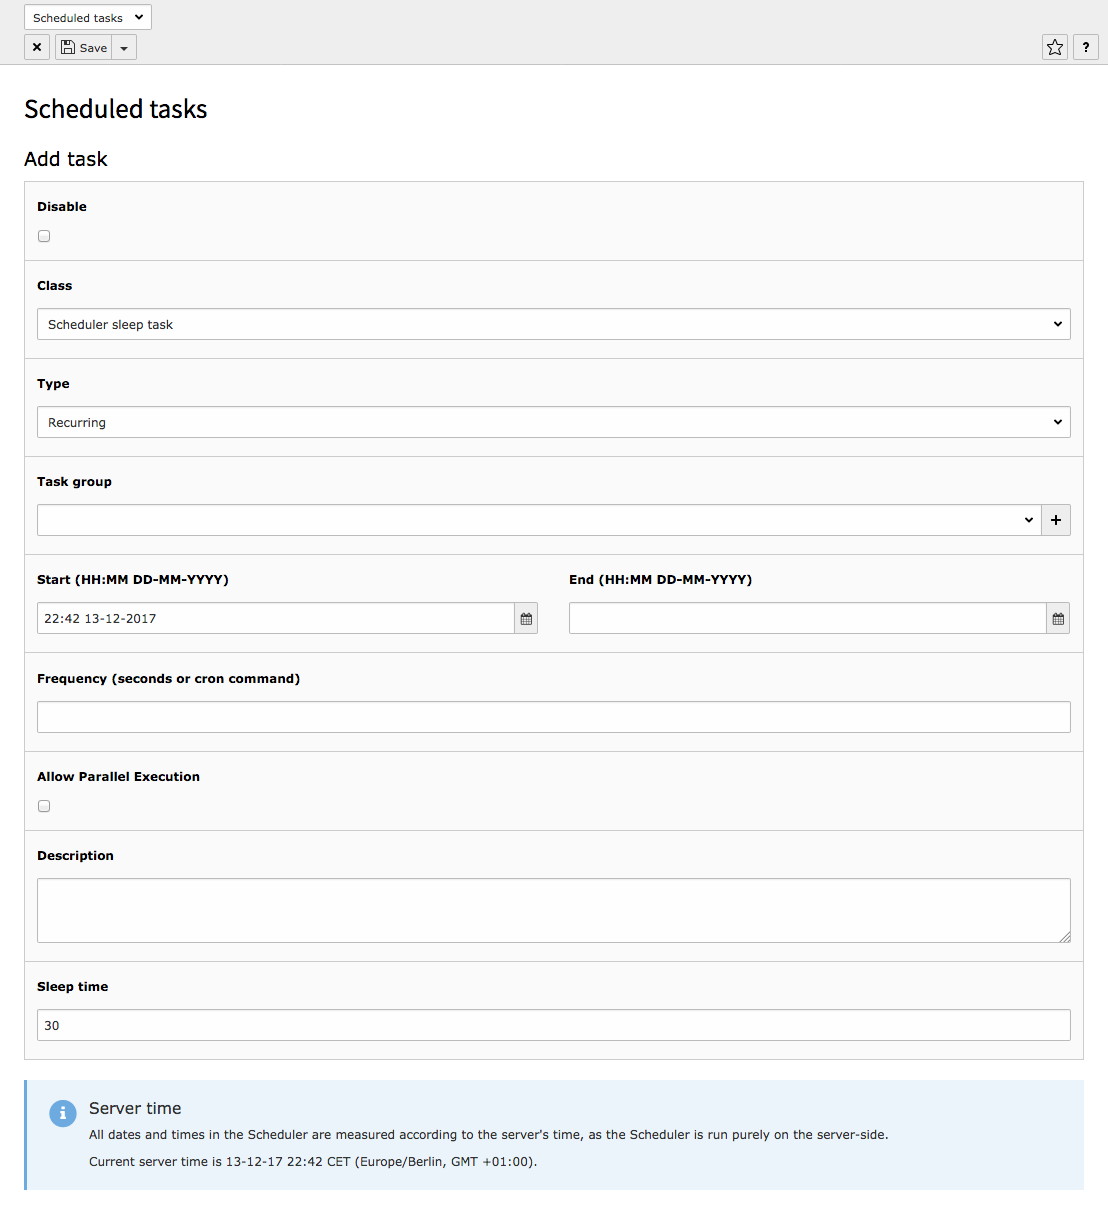 Scheduled tasks
Save
?
Scheduled tasks
Add task
Disable
Class
Scheduler sleep task
Type
Recurring
Task group
Start (HH:MM DD-MM-YYYY) End (HH:MM DD-MM-YYYY)
22:42 13-12-2017
Frequency (seconds or cron command)
Allow Parallel Execution
Description
Sleep time
30
Server time
All dates and times in the Scheduler are measured according to the server's time, as the Scheduler is run purely on the server-side.
Current server time is 13-12-17 22:42 CET (Europe/Berlin, GMT +01:00).